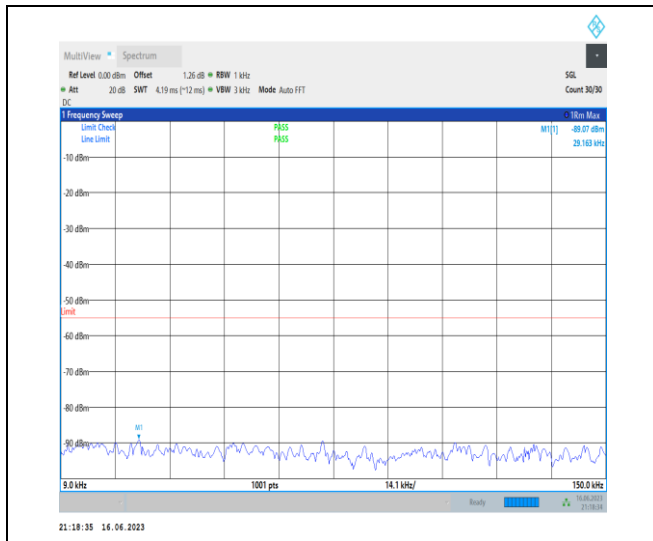 MultiView Spectrum
Ref Level 0.00 dBm Offset 1.26 dB RBW 1 kHz SGL
Att 20 dB SWT 4.19 ms (~12 ms) VBW 3 kHz Mode Auto FFT Count 30/30
DC
1 Frequency Sweep 1Rm Max
Limit Check PASS M1[1] -89.07 dBm
Line Limit PASS 29.163 kHz
-10 dBm
-20 dBm
-30 dBm
-40 dBm
-50 dBm
Limit
-60 dBm
-70 dBm
-80 dBm
M1
-90 dBm
9.0 kHz 1001 pts 14.1 kHz/ 150.0 kHz
Ready 16.06.2023
21:18:34
21:18:35 16.06.2023